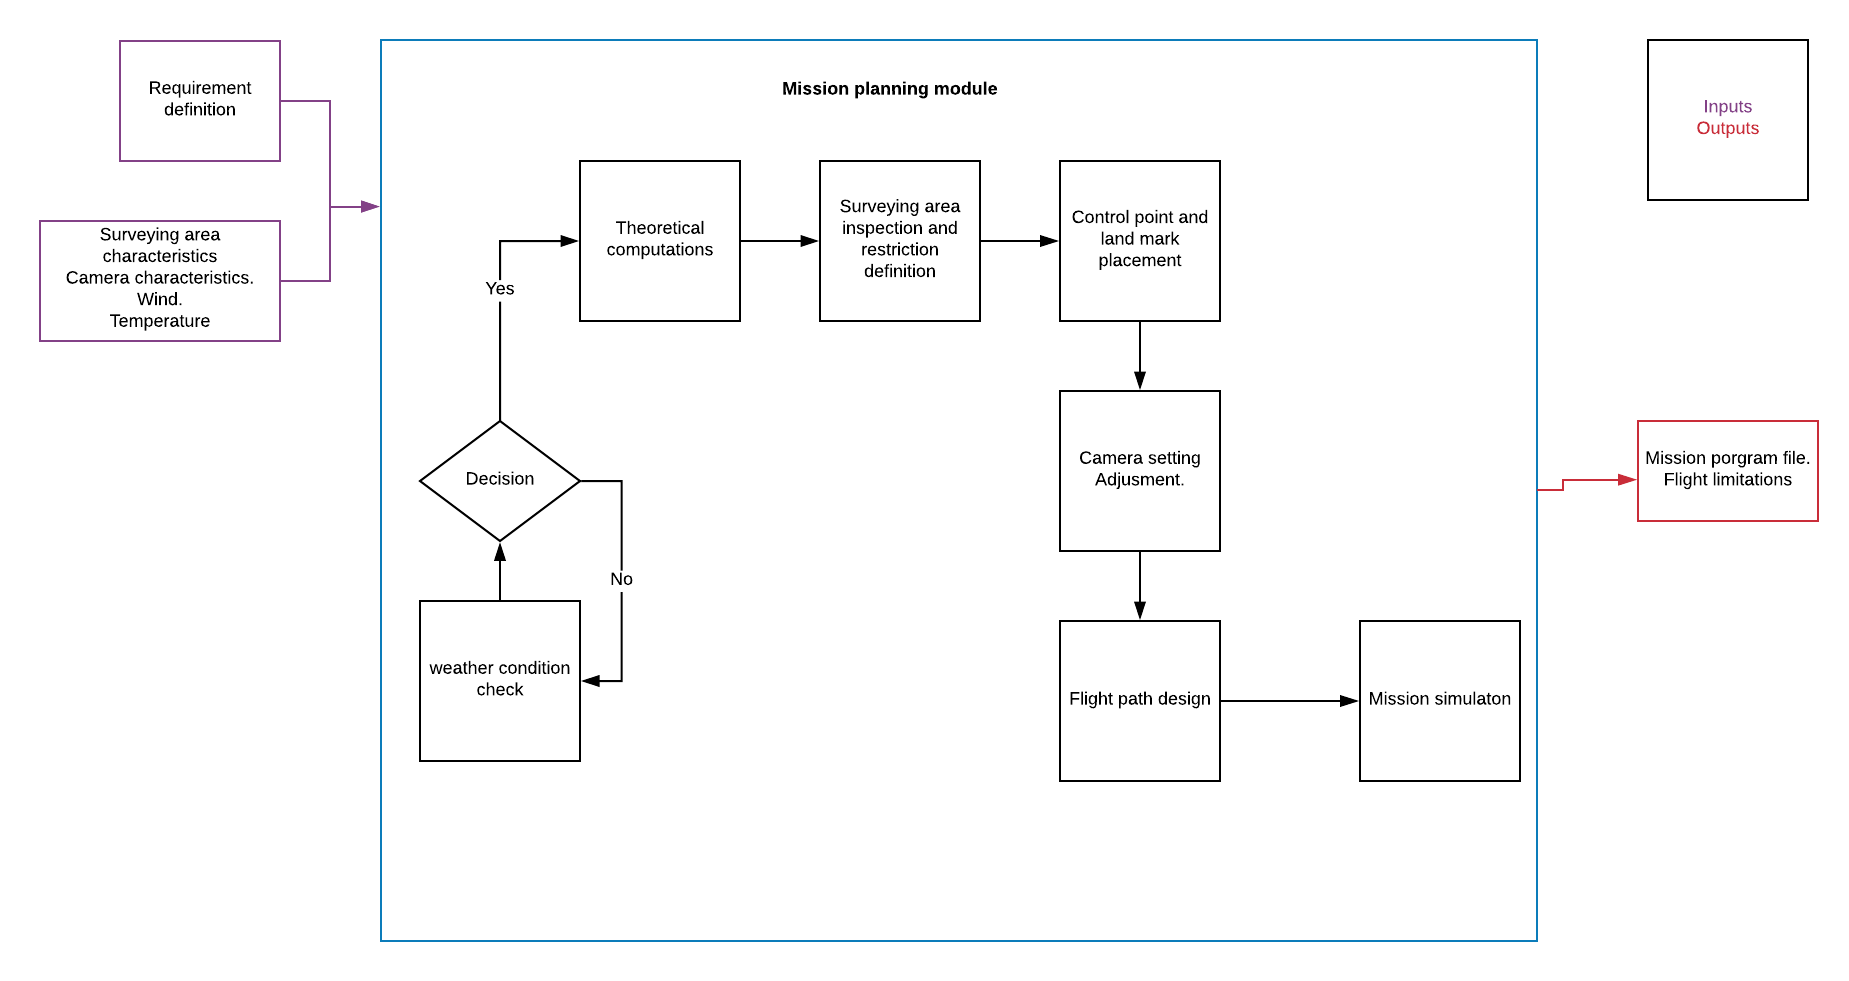 Requirement
definition
Surveying area
characteristics
Camera characteristics.
Wind.
Temperature
Mission planning module
Theoretical
computations
Surveying area
inspection and
restriction
definition
Control point and
land mark
placement
Yes
Decision
No
weather condition
check
Camera setting
Adjusment.
Flight path design
Mission simulaton
Inputs
Outputs
Mission porgram file.
Flight limitations